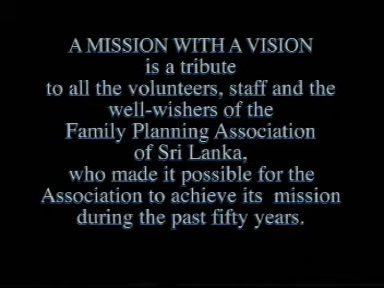 A MISSION WITH A VISION
is a tribute
to all the volunteers, staff and the
well-wishers of the
Family Planning Association
of Sri Lanka,
who made it possible for the
Association to achieve its mission
during the past fifty years.